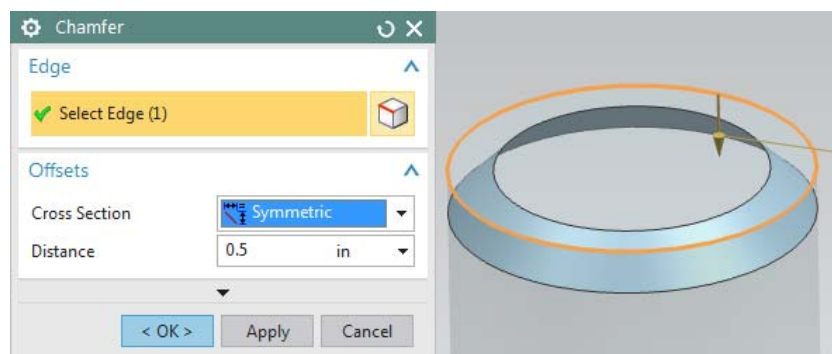 Chamfer
Edge
Select Edge (1)
Offsets
Cross Section Symmetric
Distance 0.5 in
< OK > Apply Cancel